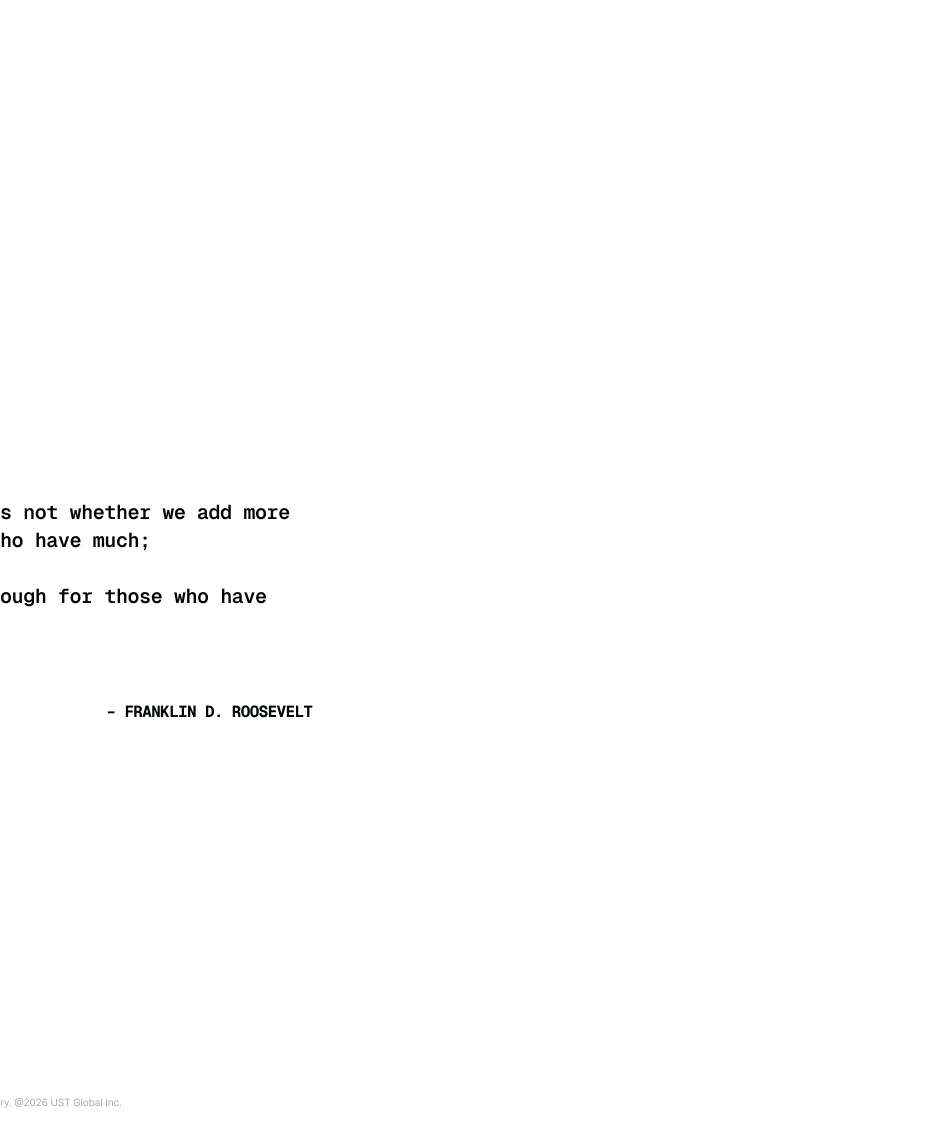 s not whether we add more
ho have much;
ough for those who have
– FRANKLIN D. ROOSEVELT
ry. @2026 UST Global Inc.